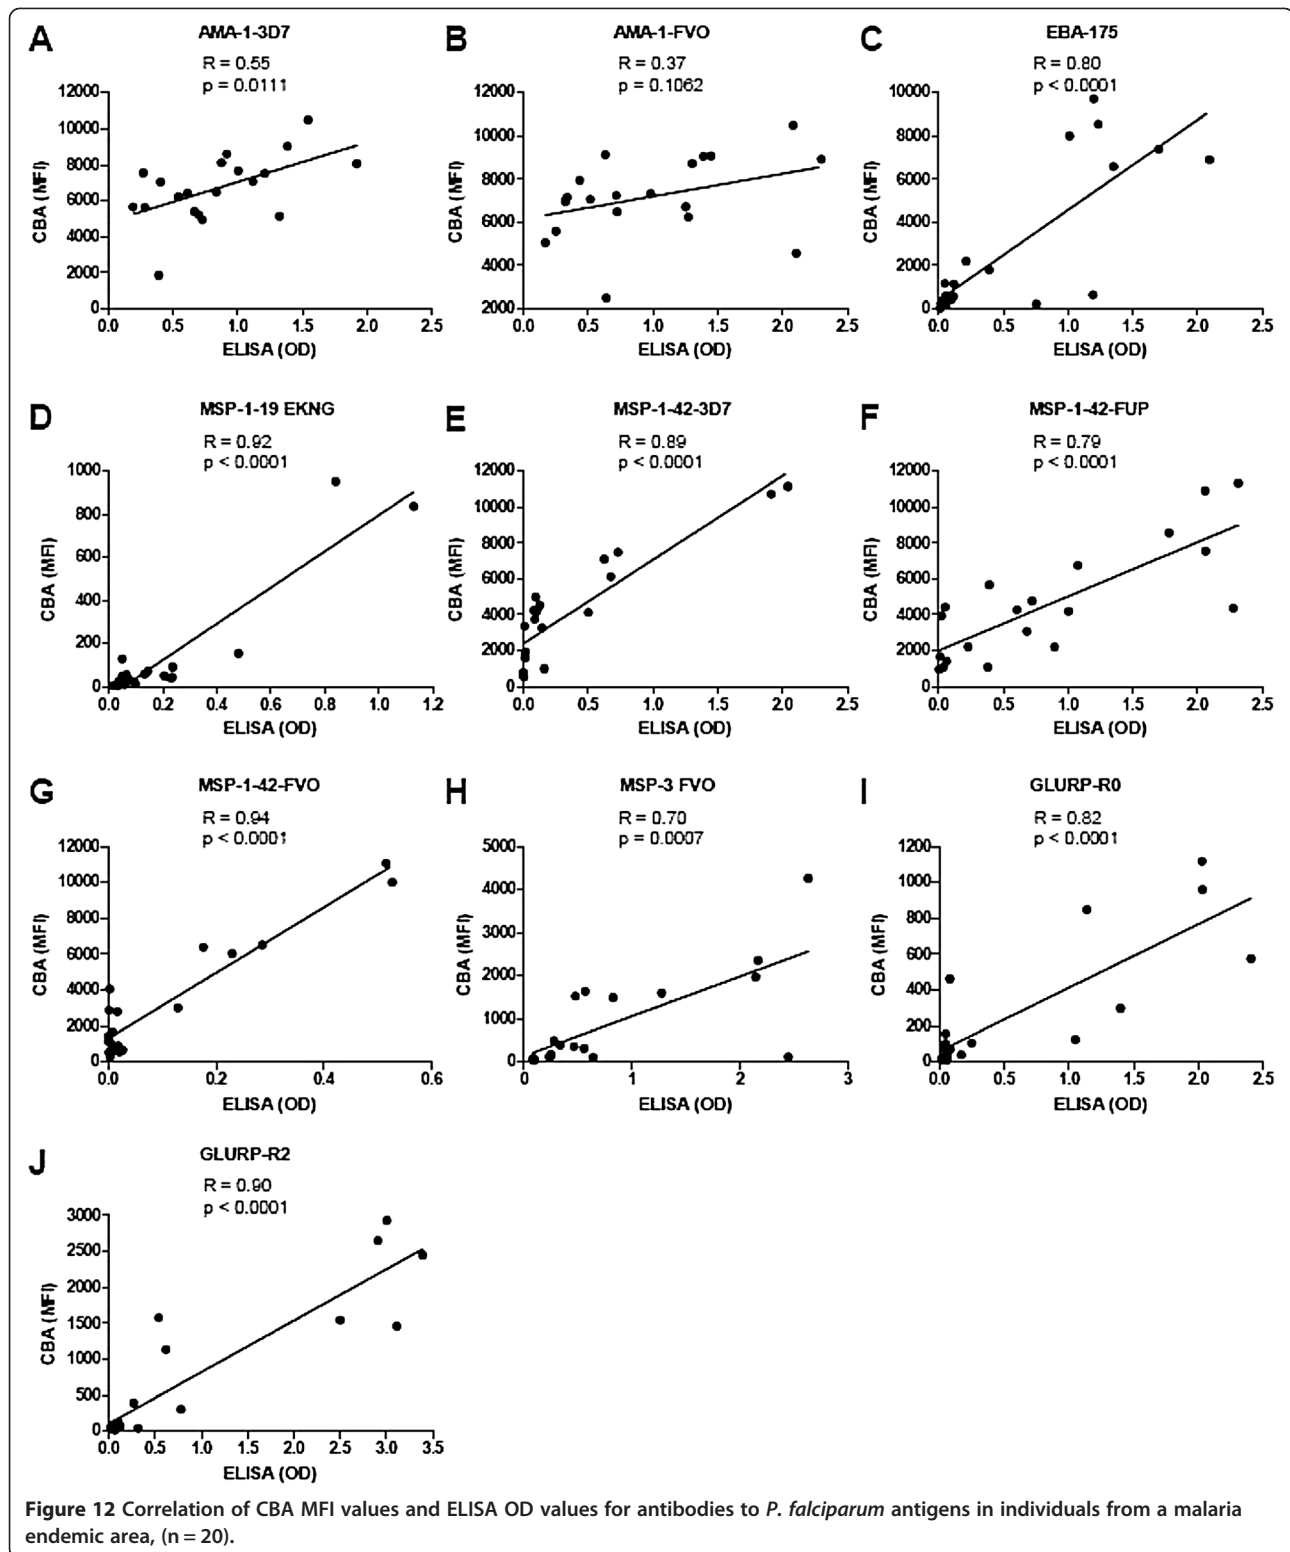 A
AMA-1-3D7
R = 0.55
p = 0.0111
12000
10000
8000
6000
4000
2000
0
CBA (MFI)
0.0 0.5 1.0 1.5 2.0 2.5
ELISA (OD)
B
AMA-1-FVO
R = 0.37
p = 0.1062
12000
10000
8000
6000
4000
2000
CBA (MFI)
0.0 0.5 1.0 1.5 2.0 2.5
ELISA (OD)
C
EBA-175
R = 0.80
p < 0.0001
10000
8000
6000
4000
2000
0
CBA (MFI)
0.0 0.5 1.0 1.5 2.0 2.5
ELISA (OD)
D
MSP-1-19 EKNG
R = 0.92
p < 0.0001
1000
800
600
400
200
0
CBA (MFI)
0.0 0.2 0.4 0.6 0.8 1.0 1.2
ELISA (OD)
E
MSP-1-42-3D7
R = 0.89
p < 0.0001
12000
10000
8000
6000
4000
2000
0
CBA (MFI)
0.0 0.5 1.0 1.5 2.0 2.5
ELISA (OD)
F
MSP-1-42-FUP
R = 0.79
p < 0.0001
12000
10000
8000
6000
4000
2000
0
CBA (MFI)
0.0 0.5 1.0 1.5 2.0 2.5
ELISA (OD)
G
MSP-1-42-FVO
R = 0.94
p < 0.0001
12000
10000
8000
6000
4000
2000
0
CBA (MFI)
0.0 0.2 0.4 0.6
ELISA (OD)
H
MSP-3 FVO
R = 0.70
p = 0.0007
5000
4000
3000
2000
1000
0
CBA (MFI)
0 1 2 3
ELISA (OD)
I
GLURP-R0
R = 0.82
p < 0.0001
1200
1000
800
600
400
200
0
CBA (MFI)
0.0 0.5 1.0 1.5 2.0 2.5
ELISA (OD)
J
GLURP-R2
R = 0.90
p < 0.0001
3000
2500
2000
1500
1000
500
0
CBA (MFI)
0.0 0.5 1.0 1.5 2.0 2.5 3.0 3.5
ELISA (OD)
Figure 12 Correlation of CBA MFI values and ELISA OD values for antibodies to P. falciparum antigens in individuals from a malaria
endemic area, (n = 20).